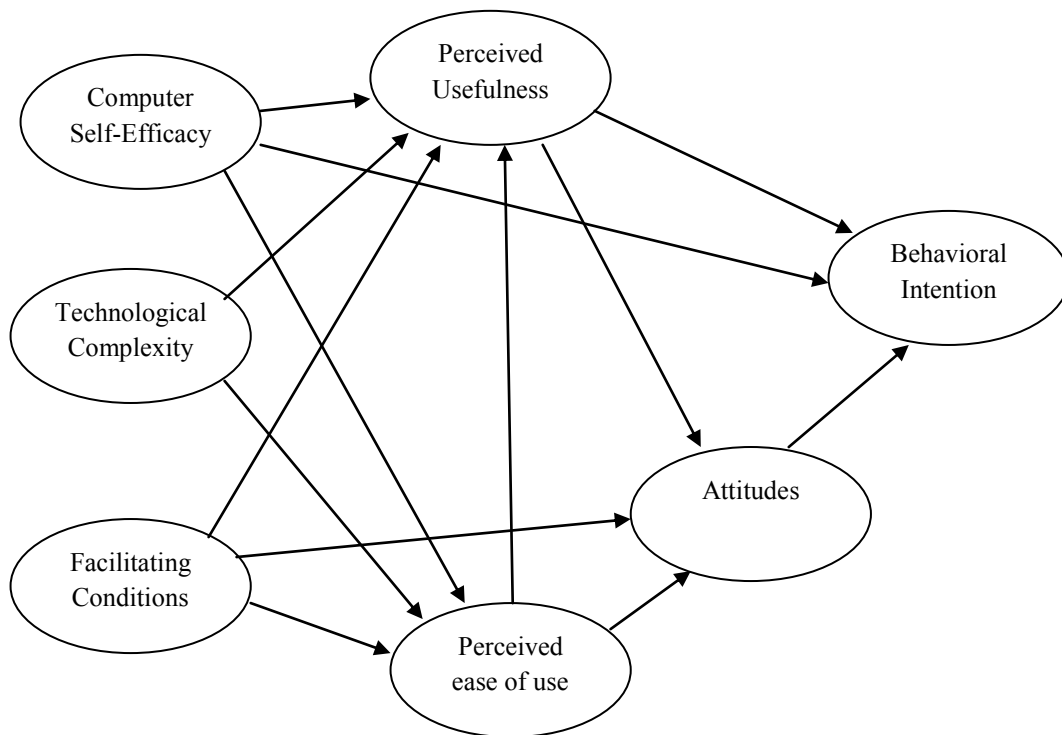 Computer
Self-Efficacy
Perceived
Usefulness
Behavioral
Intention
Technological
Complexity
Attitudes
Facilitating
Conditions
Perceived
ease of use